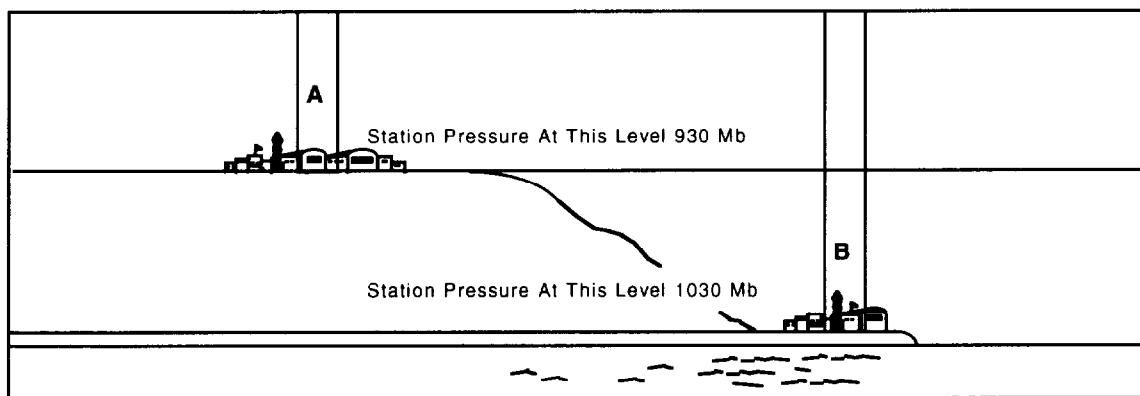 A
Station Pressure At This Level 930 Mb
B
Station Pressure At This Level 1030 Mb